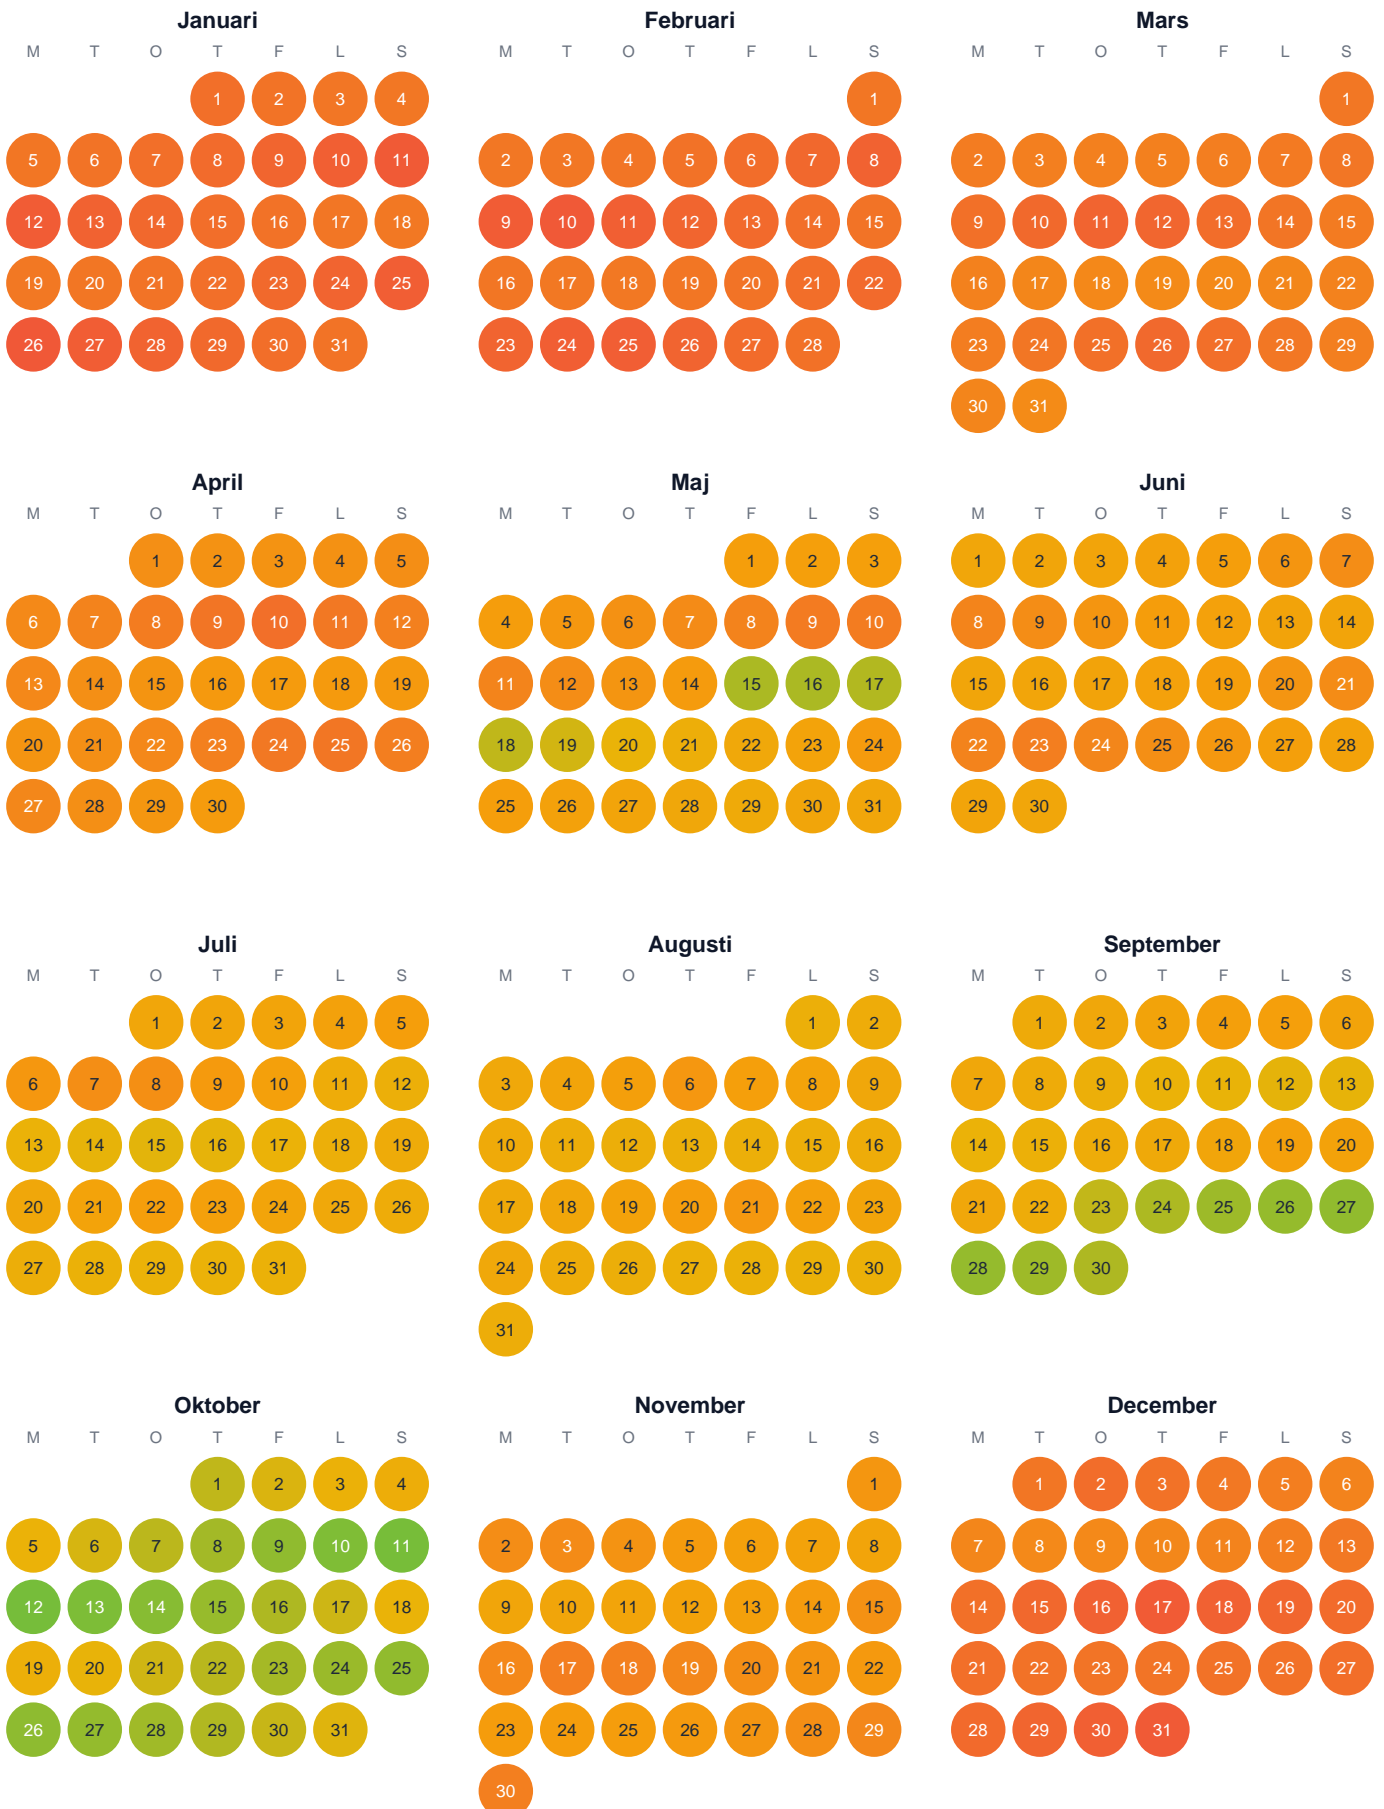 Januari Februari Mars
M T O T F L S M T O T F L S M T O T F L S
1 2 3 4 1 1
5 6 7 8 9 10 11 2 3 4 5 6 7 8 2 3 4 5 6 7 8
12 13 14 15 16 17 18 9 10 11 12 13 14 15 9 10 11 12 13 14 15
19 20 21 22 23 24 25 16 17 18 19 20 21 22 16 17 18 19 20 21 22
26 27 28 29 30 31 23 24 25 26 27 28 23 24 25 26 27 28 29
30 31
April Maj Juni
M T O T F L S M T O T F L S M T O T F L S
1 2 3 4 5 1 2 3 1 2 3 4 5 6 7
6 7 8 9 10 11 12 4 5 6 7 8 9 10 8 9 10 11 12 13 14
13 14 15 16 17 18 19 11 12 13 14 15 16 17 15 16 17 18 19 20 21
20 21 22 23 24 25 26 18 19 20 21 22 23 24 22 23 24 25 26 27 28
27 28 29 30 25 26 27 28 29 30 31 29 30
Juli Augusti September
M T O T F L S M T O T F L S M T O T F L S
1 2 3 4 5 1 2 1 2 3 4 5 6
6 7 8 9 10 11 12 3 4 5 6 7 8 9 7 8 9 10 11 12 13
13 14 15 16 17 18 19 10 11 12 13 14 15 16 14 15 16 17 18 19 20
20 21 22 23 24 25 26 17 18 19 20 21 22 23 21 22 23 24 25 26 27
27 28 29 30 31 24 25 26 27 28 29 30 28 29 30
31
Oktober November December
M T O T F L S M T O T F L S M T O T F L S
1 2 3 4 1 1 2 3 4 5 6
5 6 7 8 9 10 11 2 3 4 5 6 7 8 7 8 9 10 11 12 13
12 13 14 15 16 17 18 9 10 11 12 13 14 15 14 15 16 17 18 19 20
19 20 21 22 23 24 25 16 17 18 19 20 21 22 21 22 23 24 25 26 27
26 27 28 29 30 31 23 24 25 26 27 28 29 28 29 30 31
30